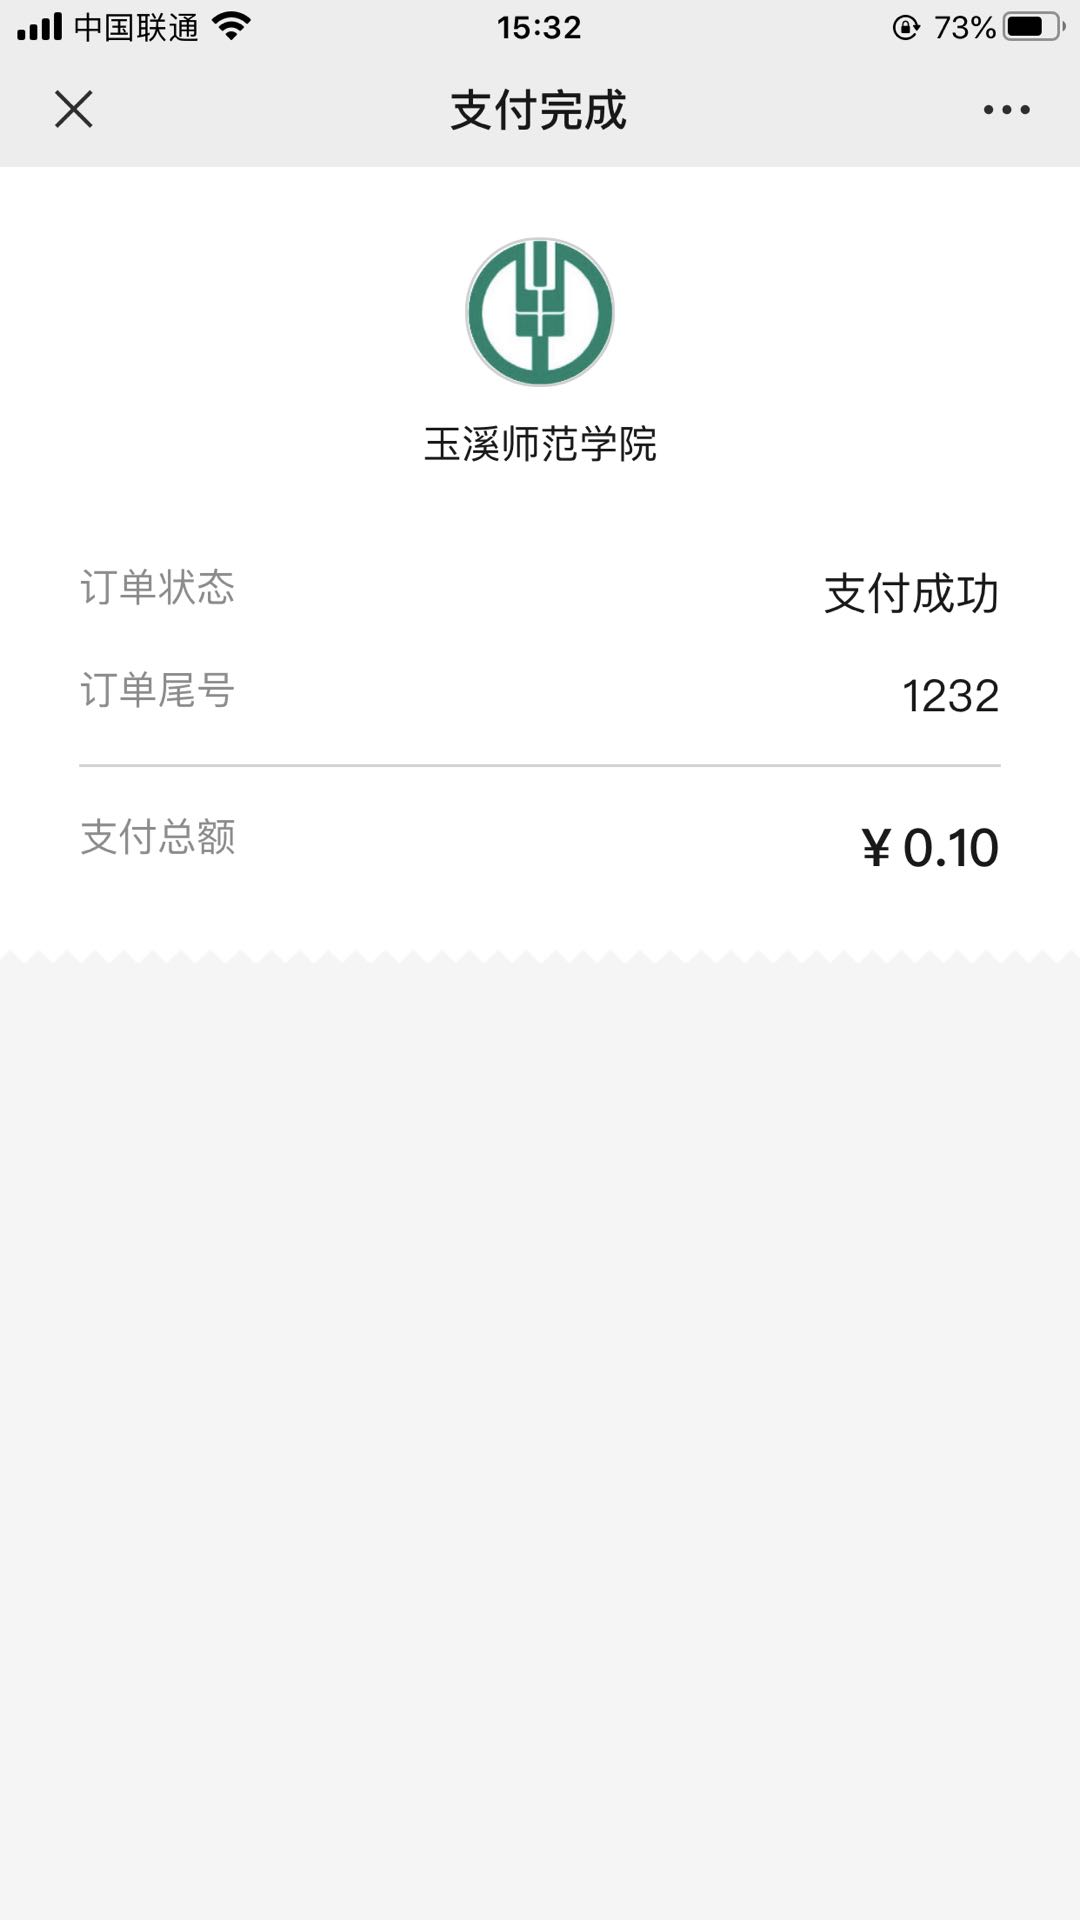 中国联通 15:32 73%
支付完成
玉溪师范学院
订单状态 支付成功
订单尾号 1232
支付总额 ¥0.10